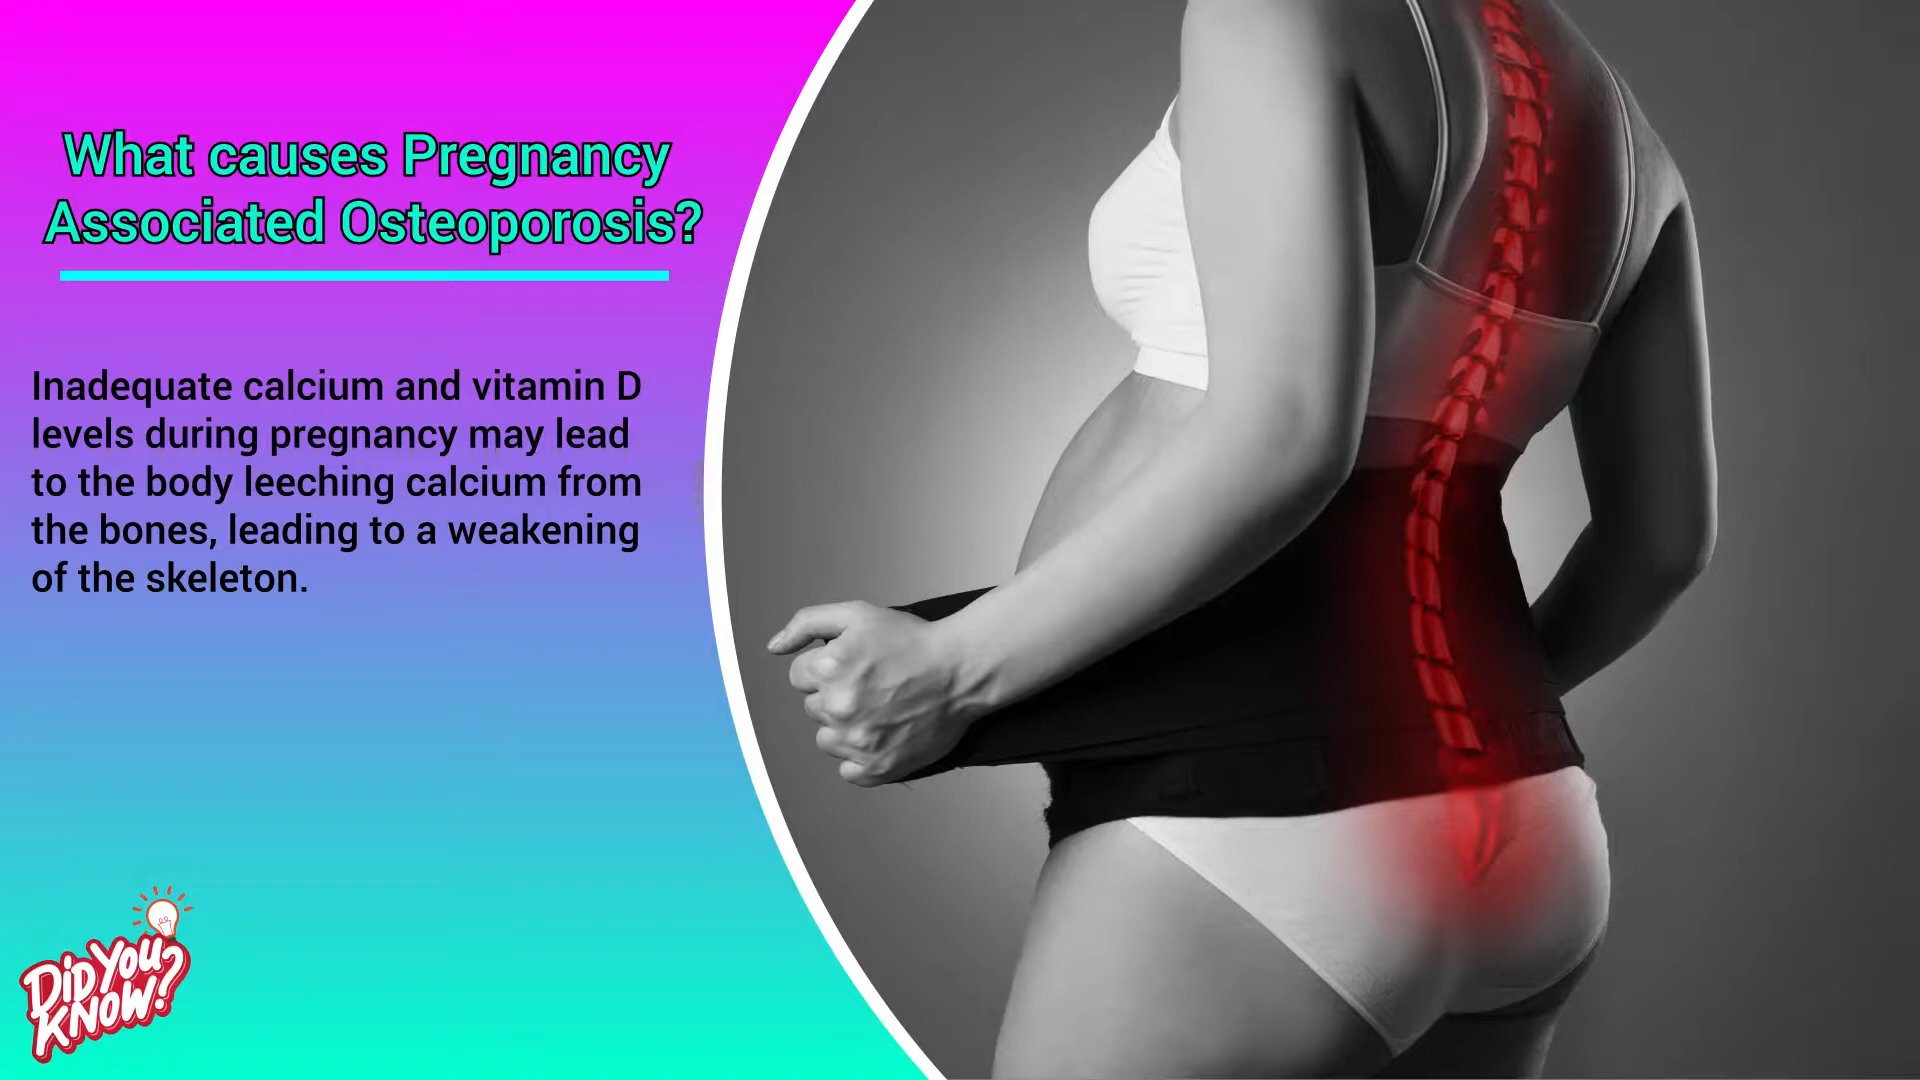 What causes Pregnancy
Associated Osteoporosis?
Inadequate calcium and vitamin D
levels during pregnancy may lead
to the body leeching calcium from
the bones, leading to a weakening
of the skeleton.
DiD YOU
KNOW?